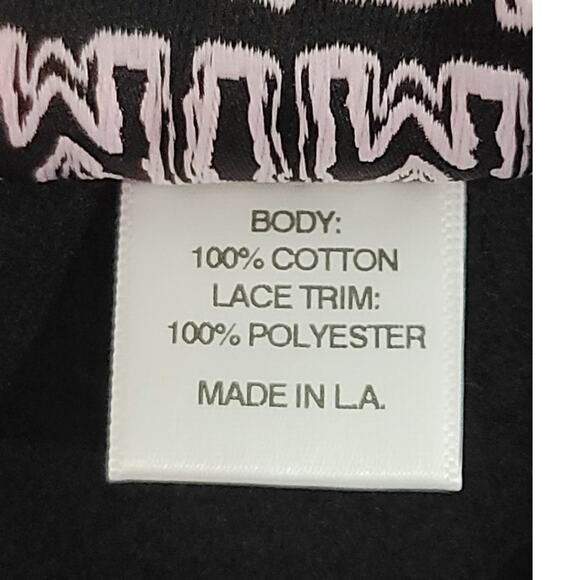 BODY:
100% COTTON
LACE TRIM:
100% POLYESTER
MADE IN L.A.